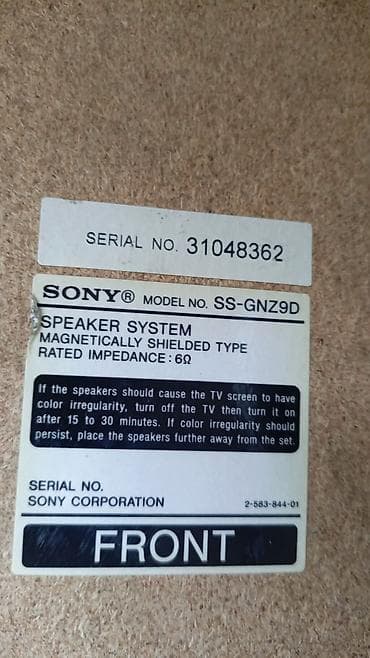 SERIAL NO. 31048362
SONY® MODEL NO. SS-GNZ9D
SPEAKER SYSTEM
MAGNETICALLY SHIELDED TYPE
RATED IMPEDANCE : 6Ω
If the speakers should cause the TV screen to have
color irregularity, turn off the TV then turn it on
after 15 to 30 minutes. If color irregularity should
persist, place the speakers further away from the set.
SERIAL NO.
SONY CORPORATION 2-583-844-01
FRONT